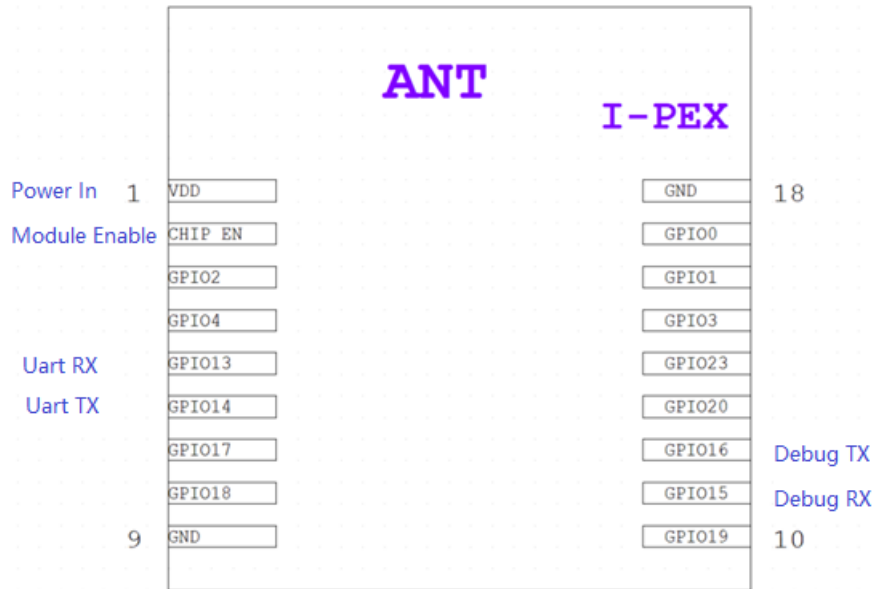 ANT
I-PEX
Power In 1 VDD GND 18
Module Enable CHIP EN GPIO0
GPIO2 GPIO1
GPIO4 GPIO3
Uart RX GPIO13 GPIO23
Uart TX GPIO14 GPIO20
GPIO17 GPIO16 Debug TX
GPIO18 GPIO15 Debug RX
9 GND GPIO19 10